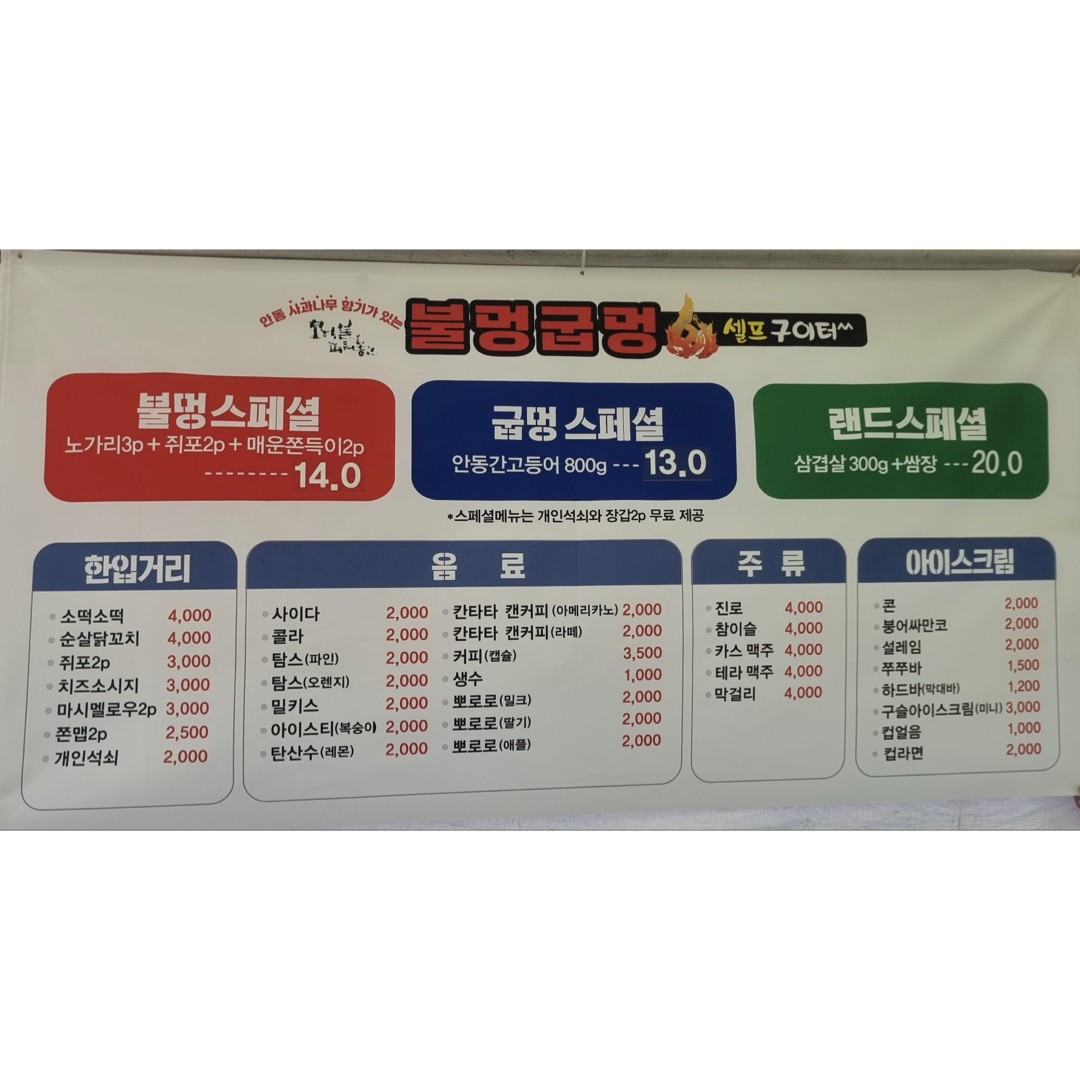 안동 사과나무 향기가 있는
불멍굽멍 셀프 구이터^^
불멍스페셜
노가리3p + 쥐포2p + 매운쫀득이2p
-------- 14.0
굽멍 스페셜
안동간고등어 800g --- 13.0
랜드스페셜
삼겹살 300g +쌈장 --- 20.0
*스페셜메뉴는 개인석쇠와 장갑2p 무료 제공
한입거리
소떡소떡 4,000
순살닭꼬치 4,000
쥐포2p 3,000
치즈소시지 3,000
마시멜로우2p 3,000
쫀맵2p 2,500
개인석쇠 2,000
음 료
사이다 2,000
콜라 2,000
탐스(파인) 2,000
탐스(오렌지) 2,000
밀키스 2,000
아이스티(복숭아) 2,000
탄산수(레몬) 2,000
칸타타 캔커피(아메리카노) 2,000
칸타타 캔커피(라떼) 2,000
커피(캡슐) 3,500
생수 1,000
뽀로로(밀크) 2,000
뽀로로(딸기) 2,000
뽀로로(애플) 2,000
주 류
진로 4,000
참이슬 4,000
카스 맥주 4,000
테라 맥주 4,000
막걸리 4,000
아이스크림
콘 2,000
붕어싸만코 2,000
설레임 2,000
쭈쭈바 1,500
하드바(막대바) 1,200
구슬아이스크림(미니) 3,000
컵얼음 1,000
컵라면 2,000